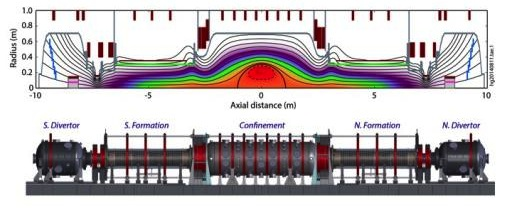 1.0
0.8
0.6
0.4
0.2
0
Radius (m)
-10 -5 0 5 10
Axial distance (m)
S. Divertor S. Formation Confinement N. Formation N. Divertor